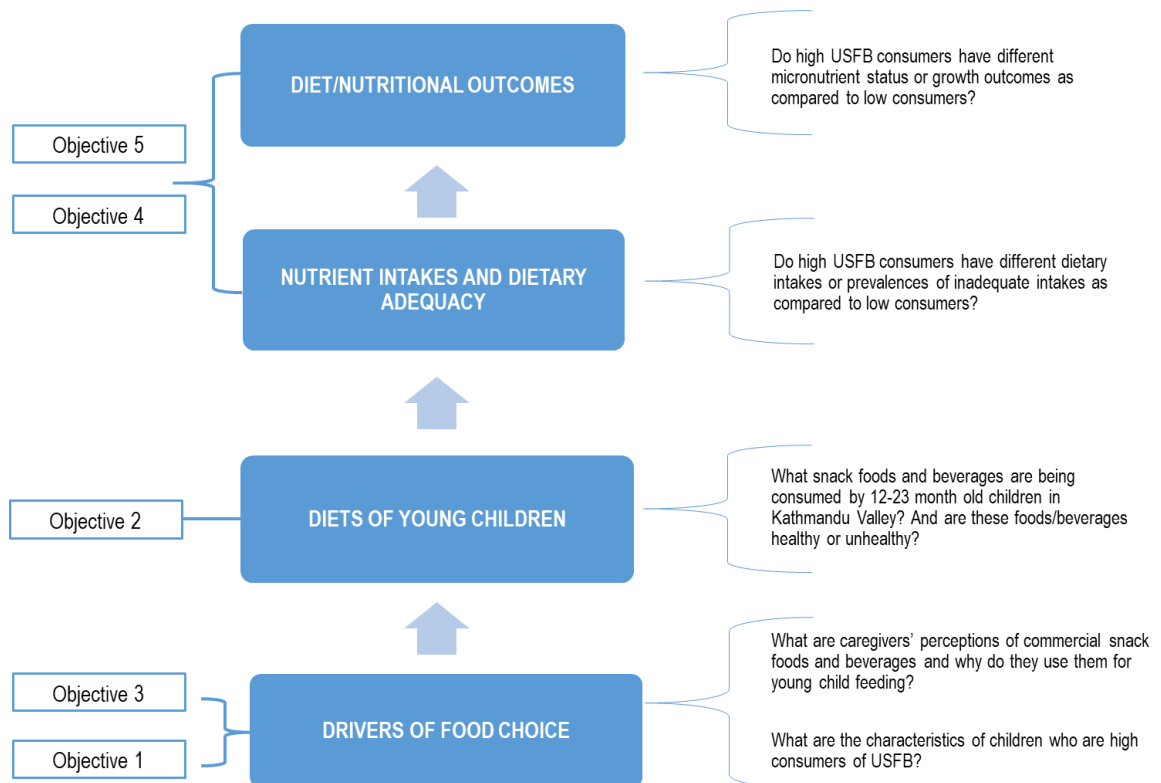 DIET/NUTRITIONAL OUTCOMES
Do high USFB consumers have different
micronutrient status or growth outcomes as
compared to low consumers?
Objective 5
Objective 4
NUTRIENT INTAKES AND DIETARY
ADEQUACY
Do high USFB consumers have different dietary
intakes or prevalences of inadequate intakes as
compared to low consumers?
Objective 2
DIETS OF YOUNG CHILDREN
What snack foods and beverages are being
consumed by 12-23 month old children in
Kathmandu Valley? And are these foods/beverages
healthy or unhealthy?
Objective 3
Objective 1
DRIVERS OF FOOD CHOICE
What are caregivers’ perceptions of commercial snack
foods and beverages and why do they use them for
young child feeding?
What are the characteristics of children who are high
consumers of USFB?